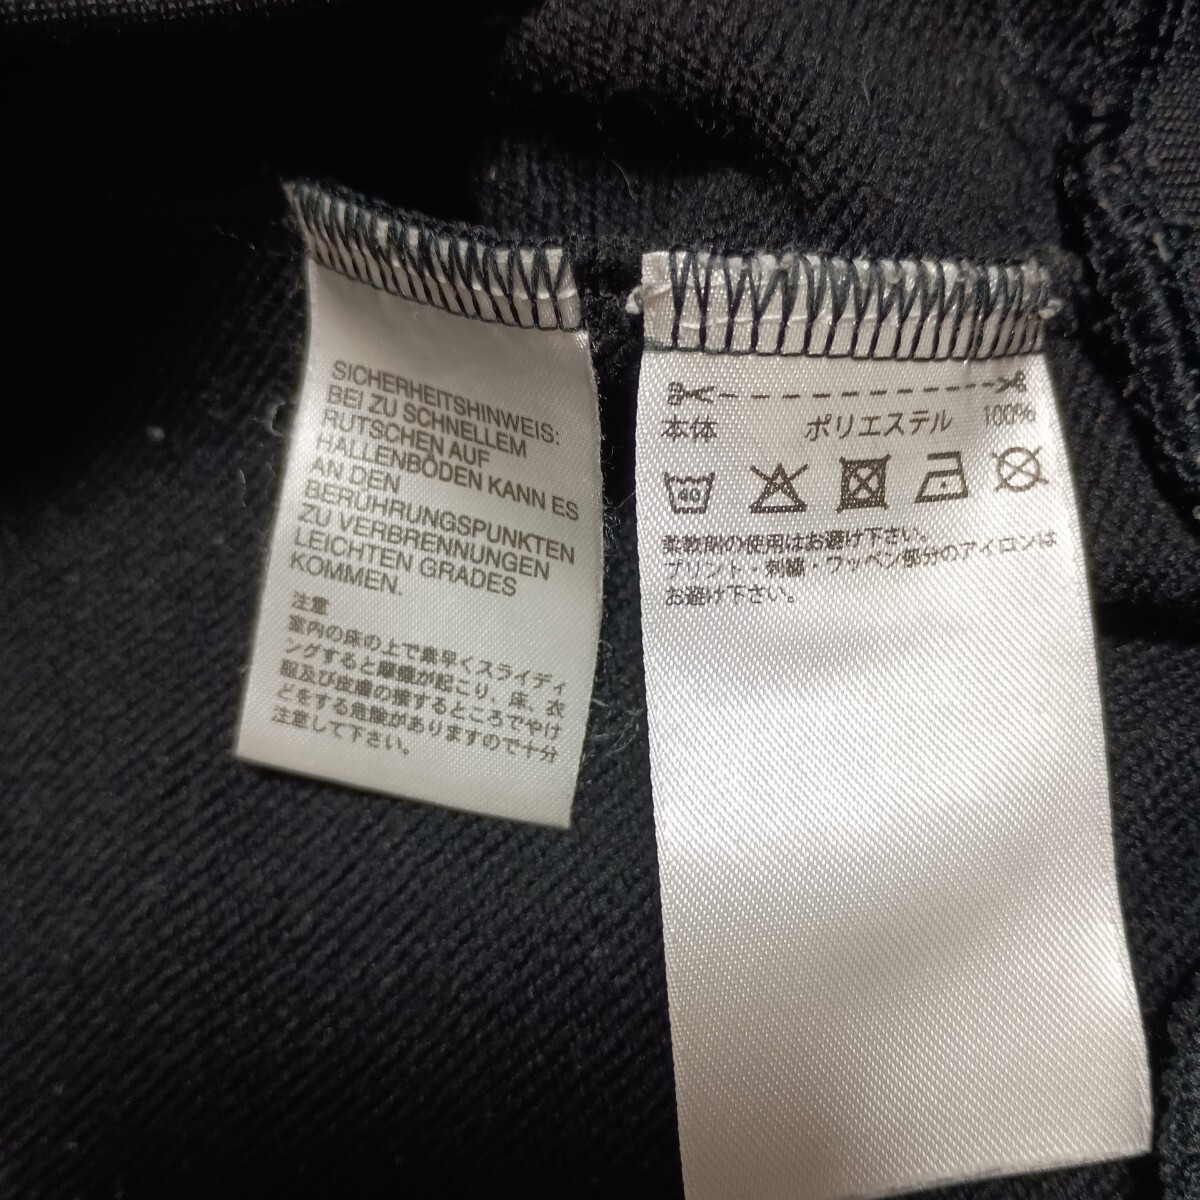 SICHERHEITSHINWEIS:
BEI ZU SCHNELLEM
RUTSCHEN AUF
HALLENBÖDEN KANN ES
AN DEN
BERÜHRUNGSPUNKTEN
ZU VERBRENNUNGEN
LEICHTEN GRADES
KOMMEN.
注意
室内の床の上で素早くスライディ
ングすると摩擦が起こり、床、衣
服及び皮膚の接するところでやけ
どをする危険がありますので十分
注意して下さい。
本体 ポリエステル 100%
40
柔軟剤の使用はお避け下さい。
プリント・刺繍・ワッペン部分のアイロンは
お避け下さい。